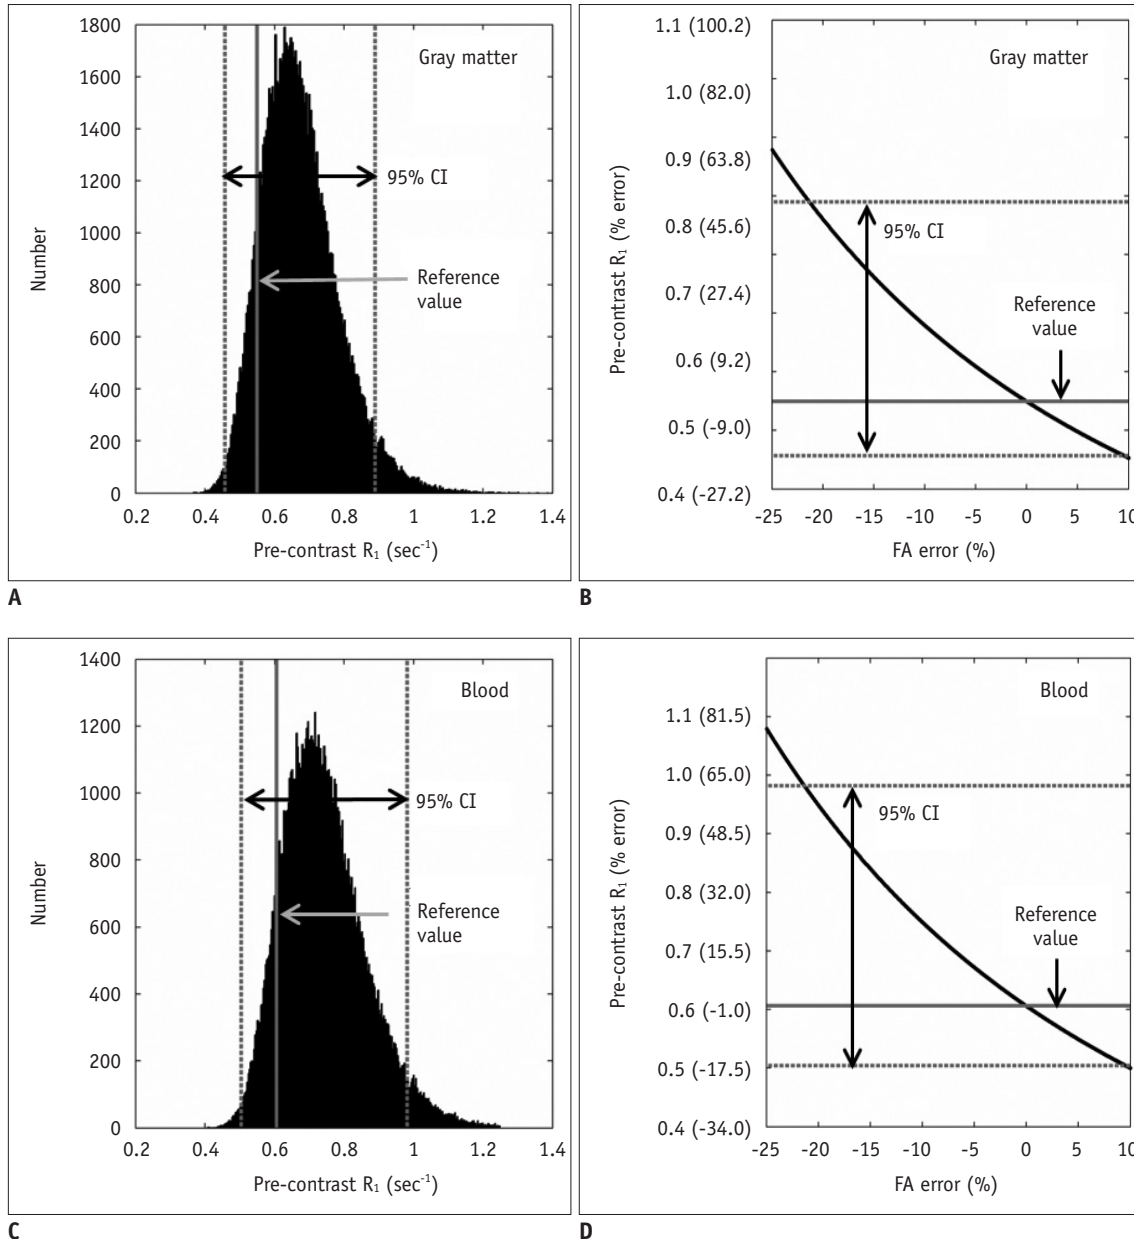 1800
1600
1400
1200
1000
800
600
400
200
0
Number
Gray matter
95% CI
Reference
value
0.2 0.4 0.6 0.8 1 1.2 1.4
Pre-contrast R₁ (sec⁻¹)
A
1.1 (100.2)
1.0 (82.0)
0.9 (63.8)
0.8 (45.6)
0.7 (27.4)
0.6 (9.2)
0.5 (-9.0)
0.4 (-27.2)
Pre-contrast R₁ (% error)
Gray matter
95% CI
Reference
value
-25 -20 -15 -10 -5 0 5 10
FA error (%)
B
1400
1200
1000
800
600
400
200
0
Number
Blood
95% CI
Reference
value
0.2 0.4 0.6 0.8 1 1.2 1.4
Pre-contrast R₁ (sec⁻¹)
C
1.1 (81.5)
1.0 (65.0)
0.9 (48.5)
0.8 (32.0)
0.7 (15.5)
0.6 (-1.0)
0.5 (-17.5)
0.4 (-34.0)
Pre-contrast R₁ (% error)
Blood
95% CI
Reference
value
-25 -20 -15 -10 -5 0 5 10
FA error (%)
D